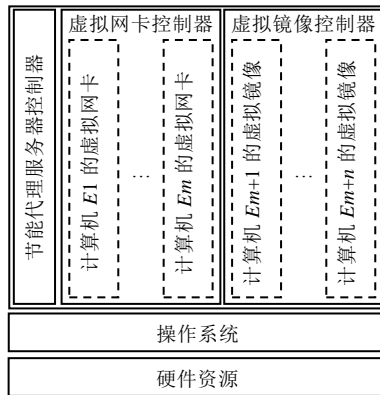 节能代理服务器控制器
虚拟网卡控制器
计算机 E1 的虚拟网卡
…
计算机 Em 的虚拟网卡
虚拟镜像控制器
计算机 Em+1 的虚拟镜像
…
计算机 Em+n 的虚拟镜像
操作系统
硬件资源